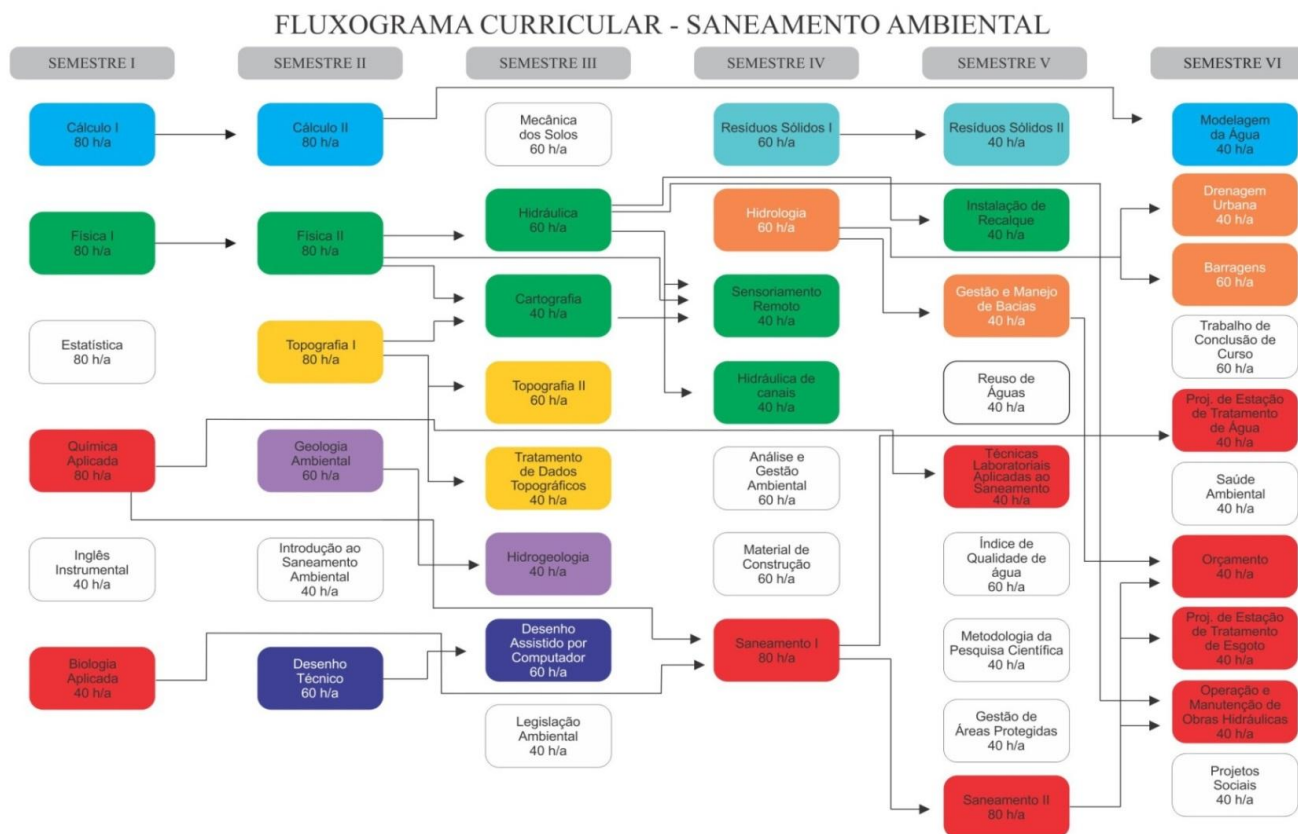 FLUXOGRAMA CURRICULAR - SANEAMENTO AMBIENTAL
SEMESTRE I
Cálculo I
80 h/a
Física I
80 h/a
Estatística
80 h/a
Química
Aplicada
80 h/a
Inglês
Instrumental
40 h/a
Biologia
Aplicada
40 h/a
SEMESTRE II
Cálculo II
80 h/a
Física II
80 h/a
Topografia I
80 h/a
Geologia
Ambiental
60 h/a
Introdução ao
Saneamento
Ambiental
40 h/a
Desenho
Técnico
60 h/a
SEMESTRE III
Mecânica
dos Solos
60 h/a
Hidráulica
60 h/a
Cartografia
40 h/a
Topografia II
60 h/a
Tratamento
de Dados
Topográficos
40 h/a
Hidrogeologia
40 h/a
Desenho
Assistido por
Computador
60 h/a
Legislação
Ambiental
40 h/a
SEMESTRE IV
Resíduos Sólidos I
60 h/a
Hidrologia
60 h/a
Sensoriamento
Remoto
40 h/a
Hidráulica de
canais
40 h/a
Análise e
Gestão
Ambiental
60 h/a
Material de
Construção
60 h/a
Saneamento I
80 h/a
SEMESTRE V
Resíduos Sólidos II
40 h/a
Instalação de
Recalque
40 h/a
Gestão e Manejo
de Bacias
40 h/a
Reuso de
Águas
40 h/a
Técnicas
Laboratoriais
Aplicadas ao
Saneamento
40 h/a
Índice de
Qualidade de
água
60 h/a
Metodologia da
Pesquisa Científica
40 h/a
Gestão de
Áreas Protegidas
40 h/a
Saneamento II
80 h/a
SEMESTRE VI
Modelagem
da Água
40 h/a
Drenagem
Urbana
40 h/a
Barragens
60 h/a
Trabalho de
Conclusão de
Curso
60 h/a
Proj. de Estação
de Tratamento
de Água
40 h/a
Saúde
Ambiental
40 h/a
Orçamento
40 h/a
Proj. de Estação
de Tratamento
de Esgoto
40 h/a
Operação e
Manutenção de
Obras Hidráulicas
40 h/a
Projetos
Sociais
40 h/a